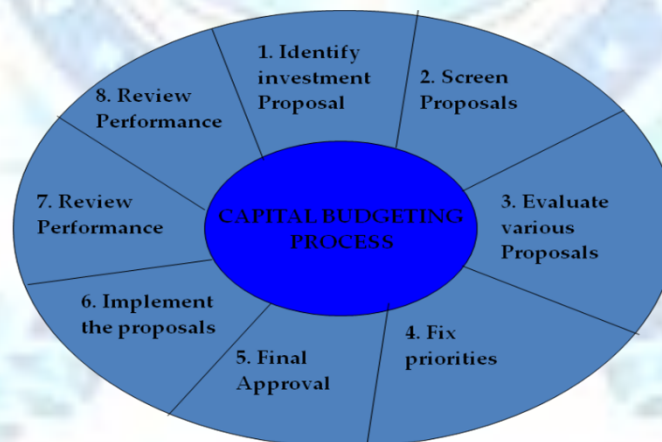 CAPITAL BUDGETING
PROCESS
1. Identify
investment
Proposal
2. Screen
Proposals
3. Evaluate
various
Proposals
4. Fix
priorities
5. Final
Approval
6. Implement
the proposals
7. Review
Performance
8. Review
Performance